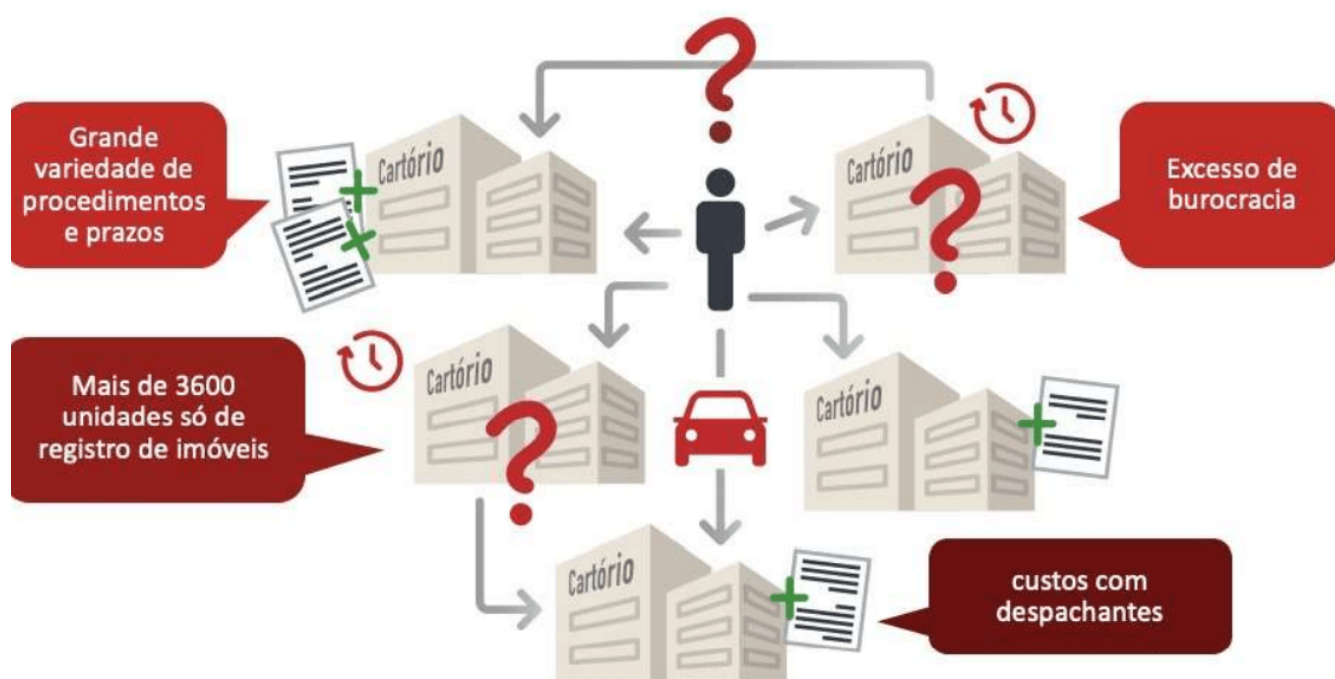 Grande
variedade de
procedimentos
e prazos
Cartório
Cartório
Excesso de
burocracia
Mais de 3600
unidades só de
registro de imóveis
Cartório
Cartório
Cartório
custos com
despachantes